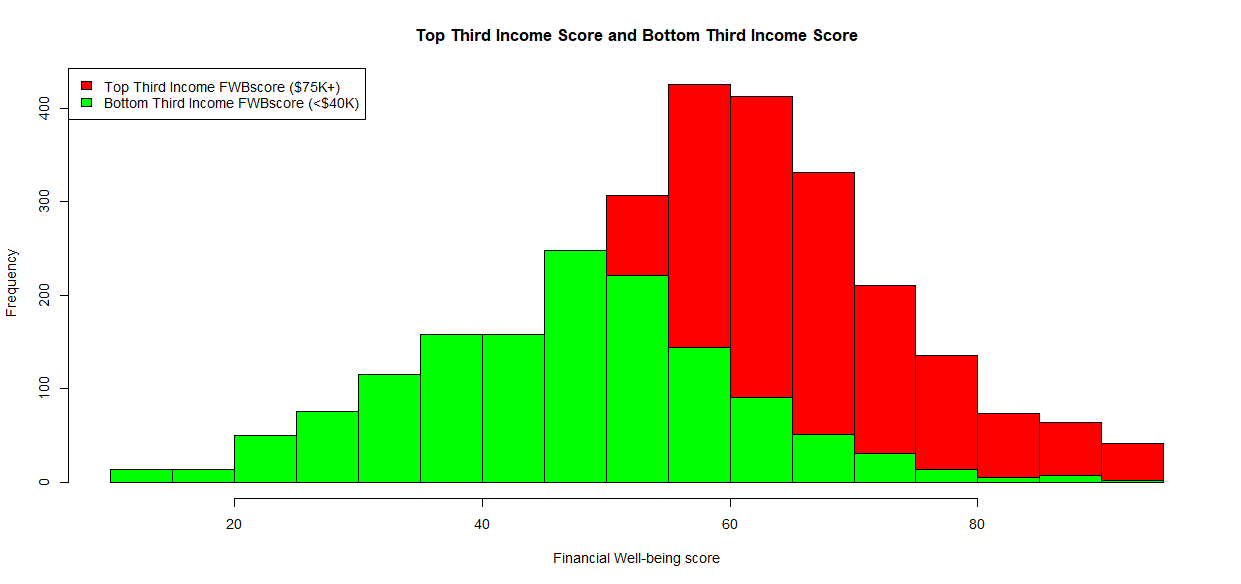 Top Third Income Score and Bottom Third Income Score
Top Third Income FWBscore ($75K+)
Bottom Third Income FWBscore (<$40K)
Frequency
400
300
200
100
0
20 40 60 80
Financial Well-being score